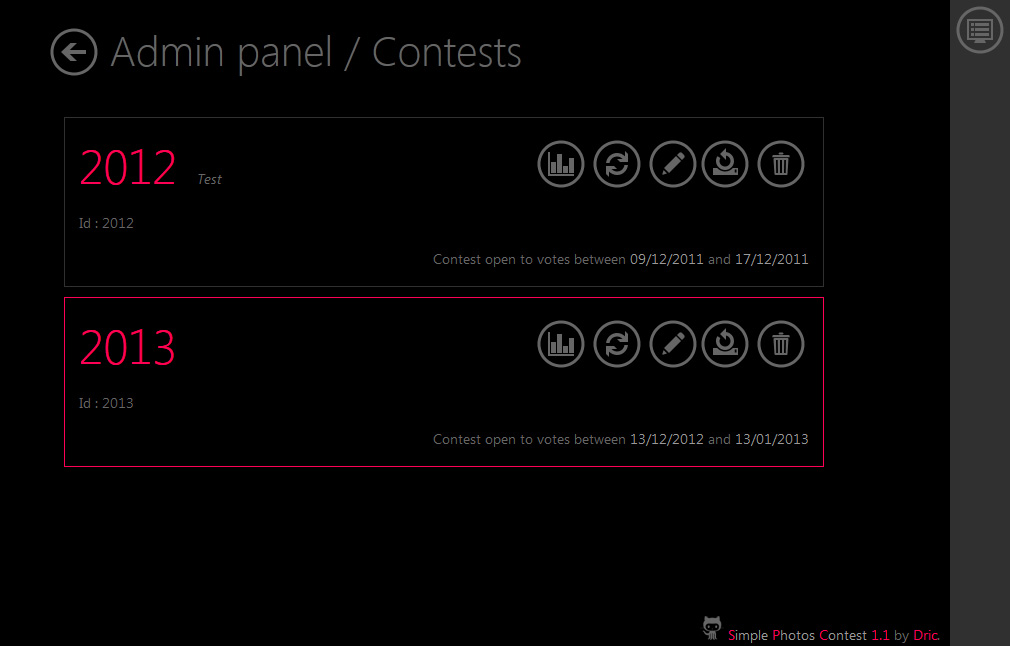 Admin panel / Contests
2012 Test
Id : 2012
Contest open to votes between 09/12/2011 and 17/12/2011
2013
Id : 2013
Contest open to votes between 13/12/2012 and 13/01/2013
Simple Photos Contest 1.1 by Dric.